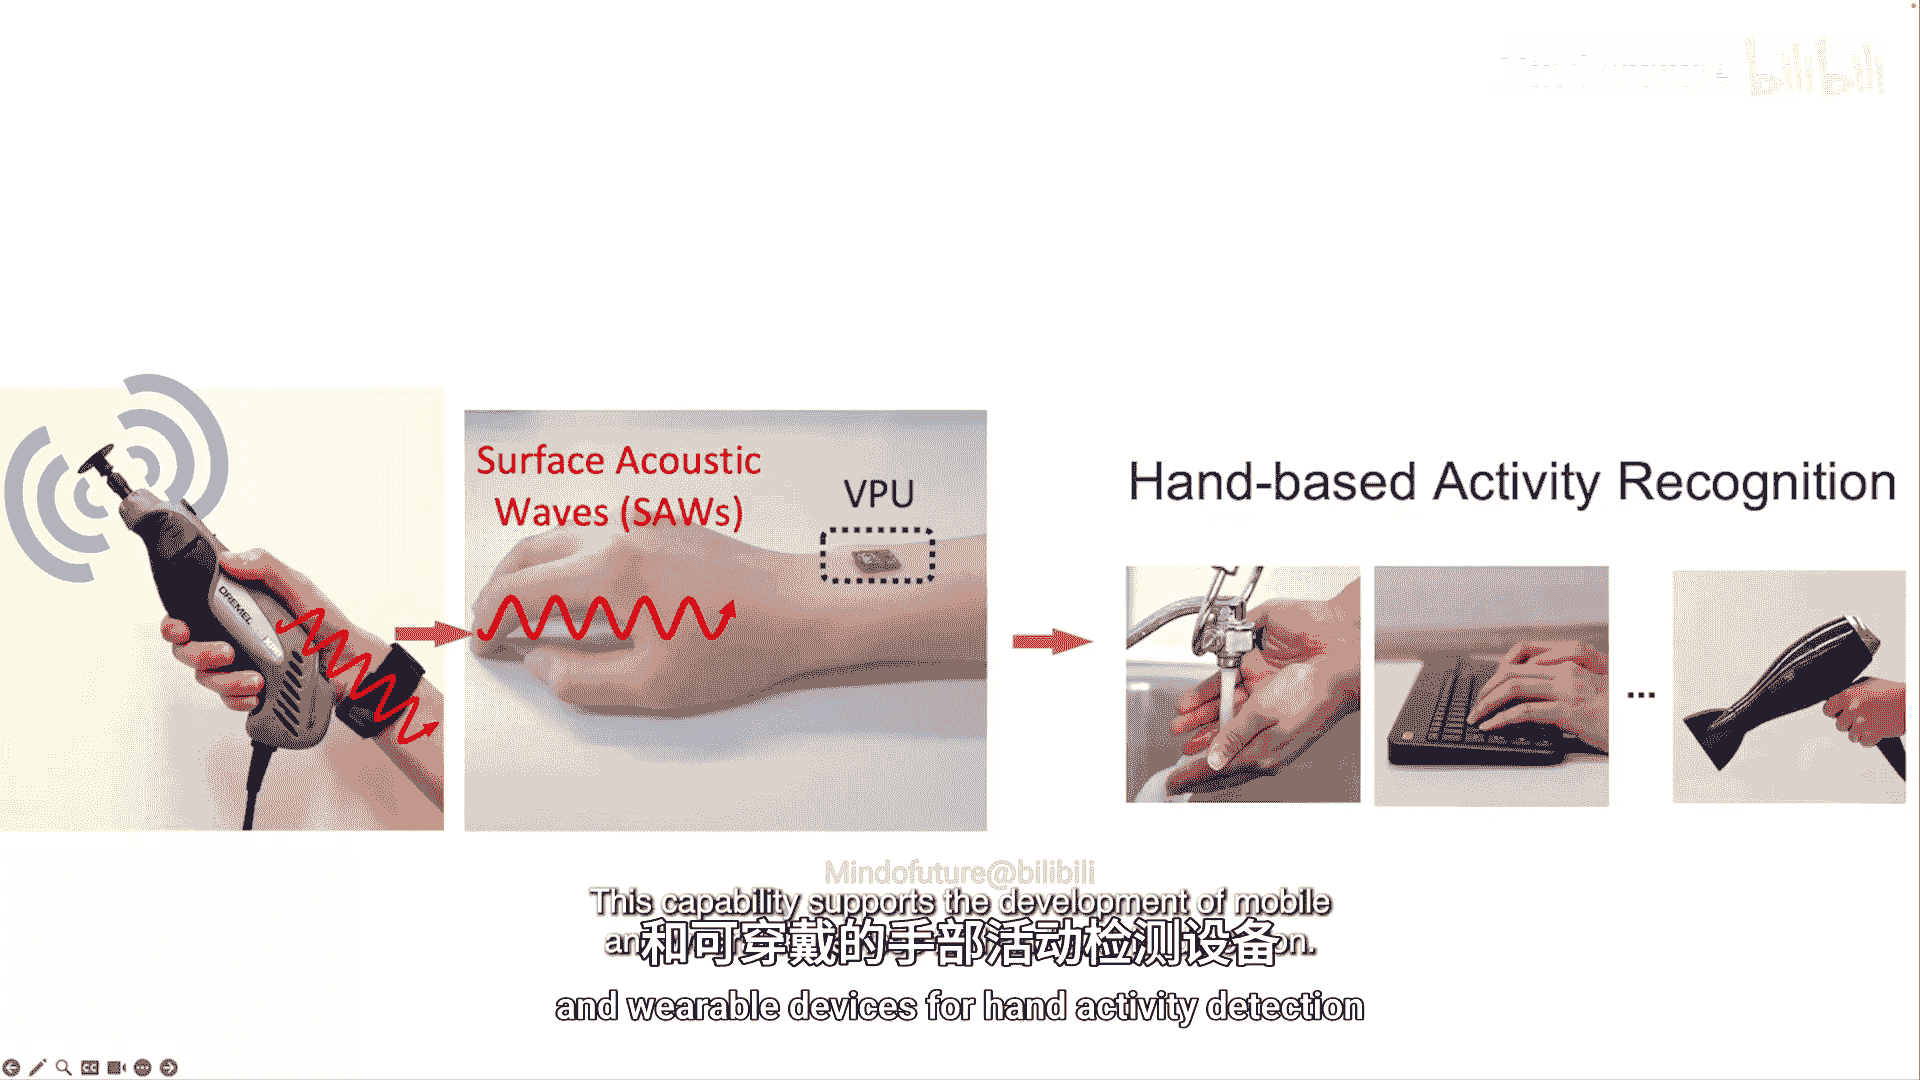 bilibili
Surface Acoustic
Waves (SAWs)
VPU
Hand-based Activity Recognition
DREMEL
...
Mindofuture@bilibili
This capability supports the development of mobile
和可穿戴的手部活动检测设备
and wearable devices for hand activity detection